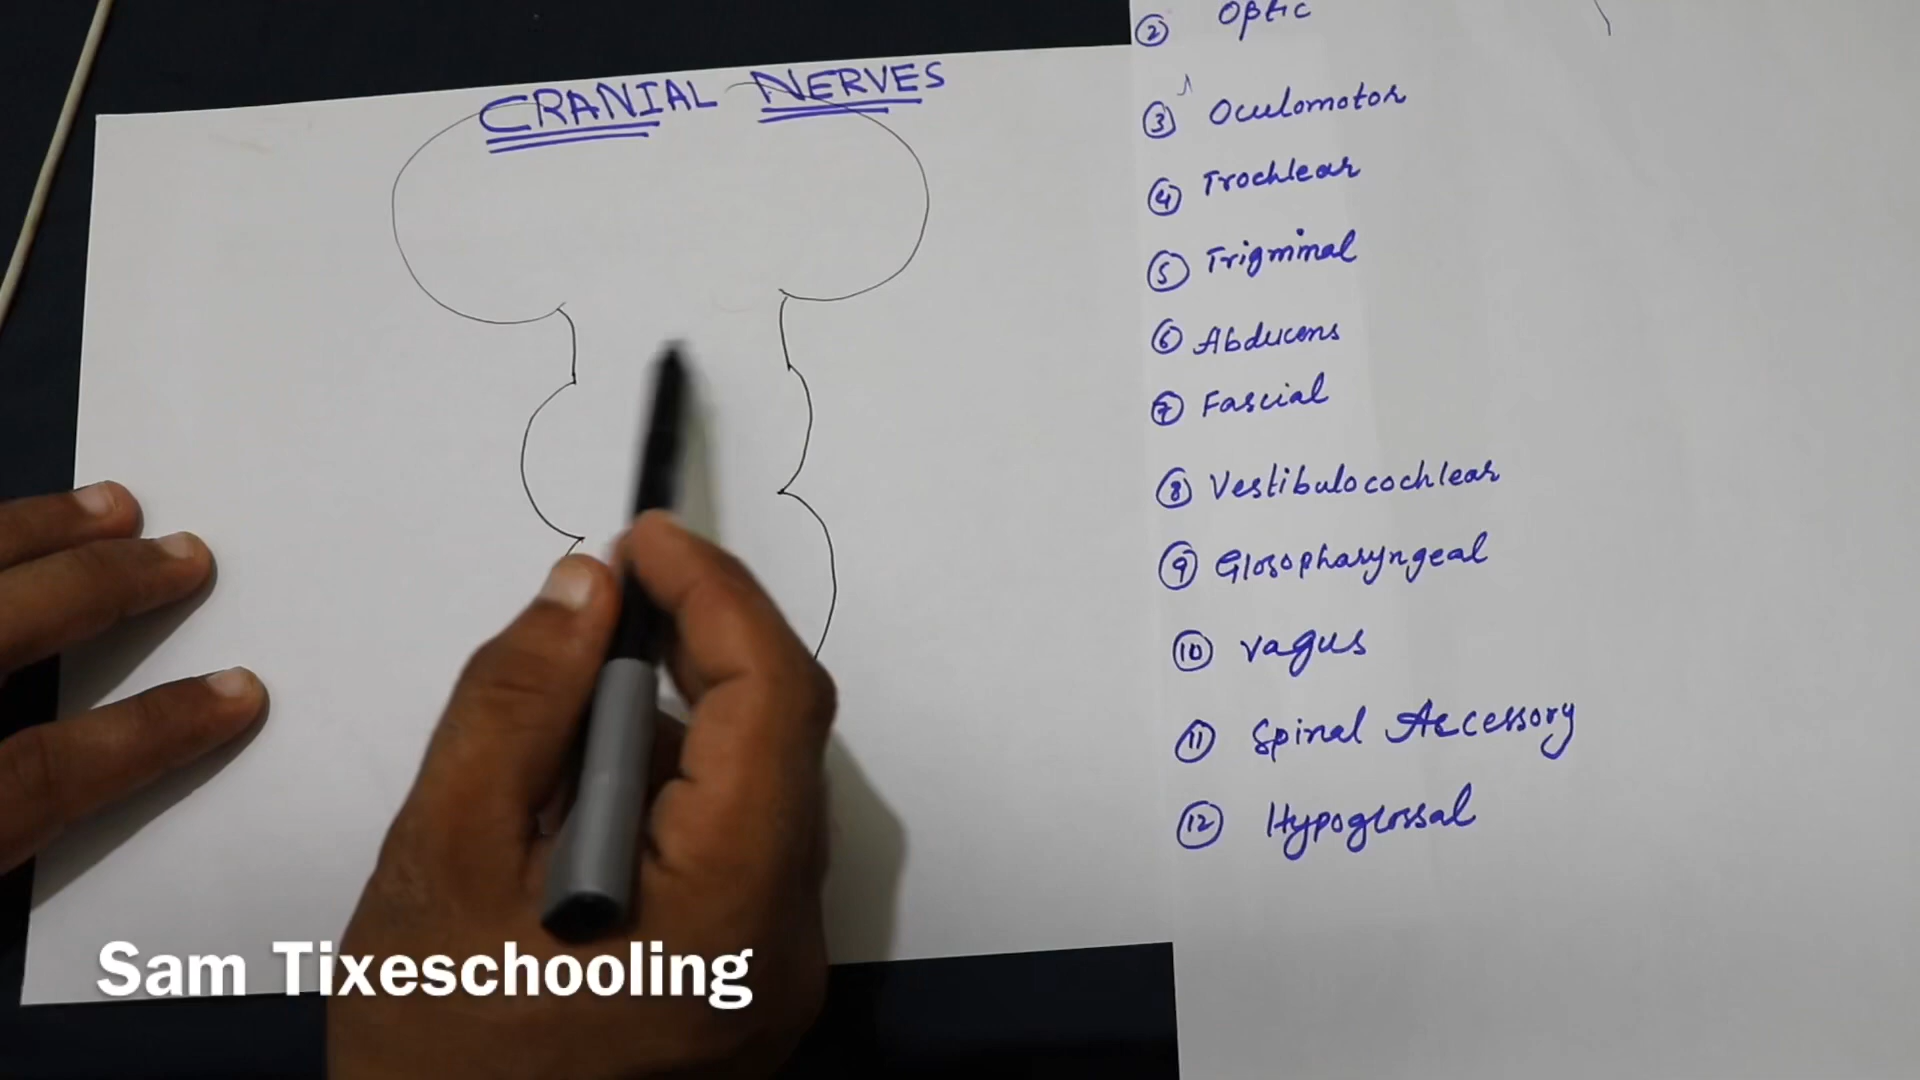 CRANIAL NERVES
② Optic
③ Oculomotor
④ Trochlear
⑤ Trigminal
⑥ Abducens
⑦ Fascial
⑧ Vestibulocochlear
⑨ Glosopharyngeal
⑩ vagus
⑪ Spinal Accessory
⑫ Hypoglossal
Sam Tixeschooling